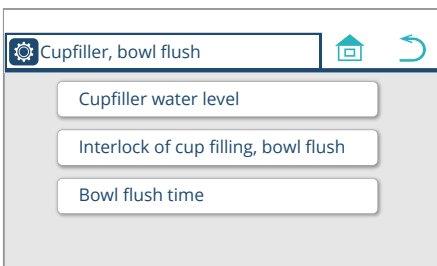 Cupfiller, bowl flush
Cupfiller water level
Interlock of cup filling, bowl flush
Bowl flush time